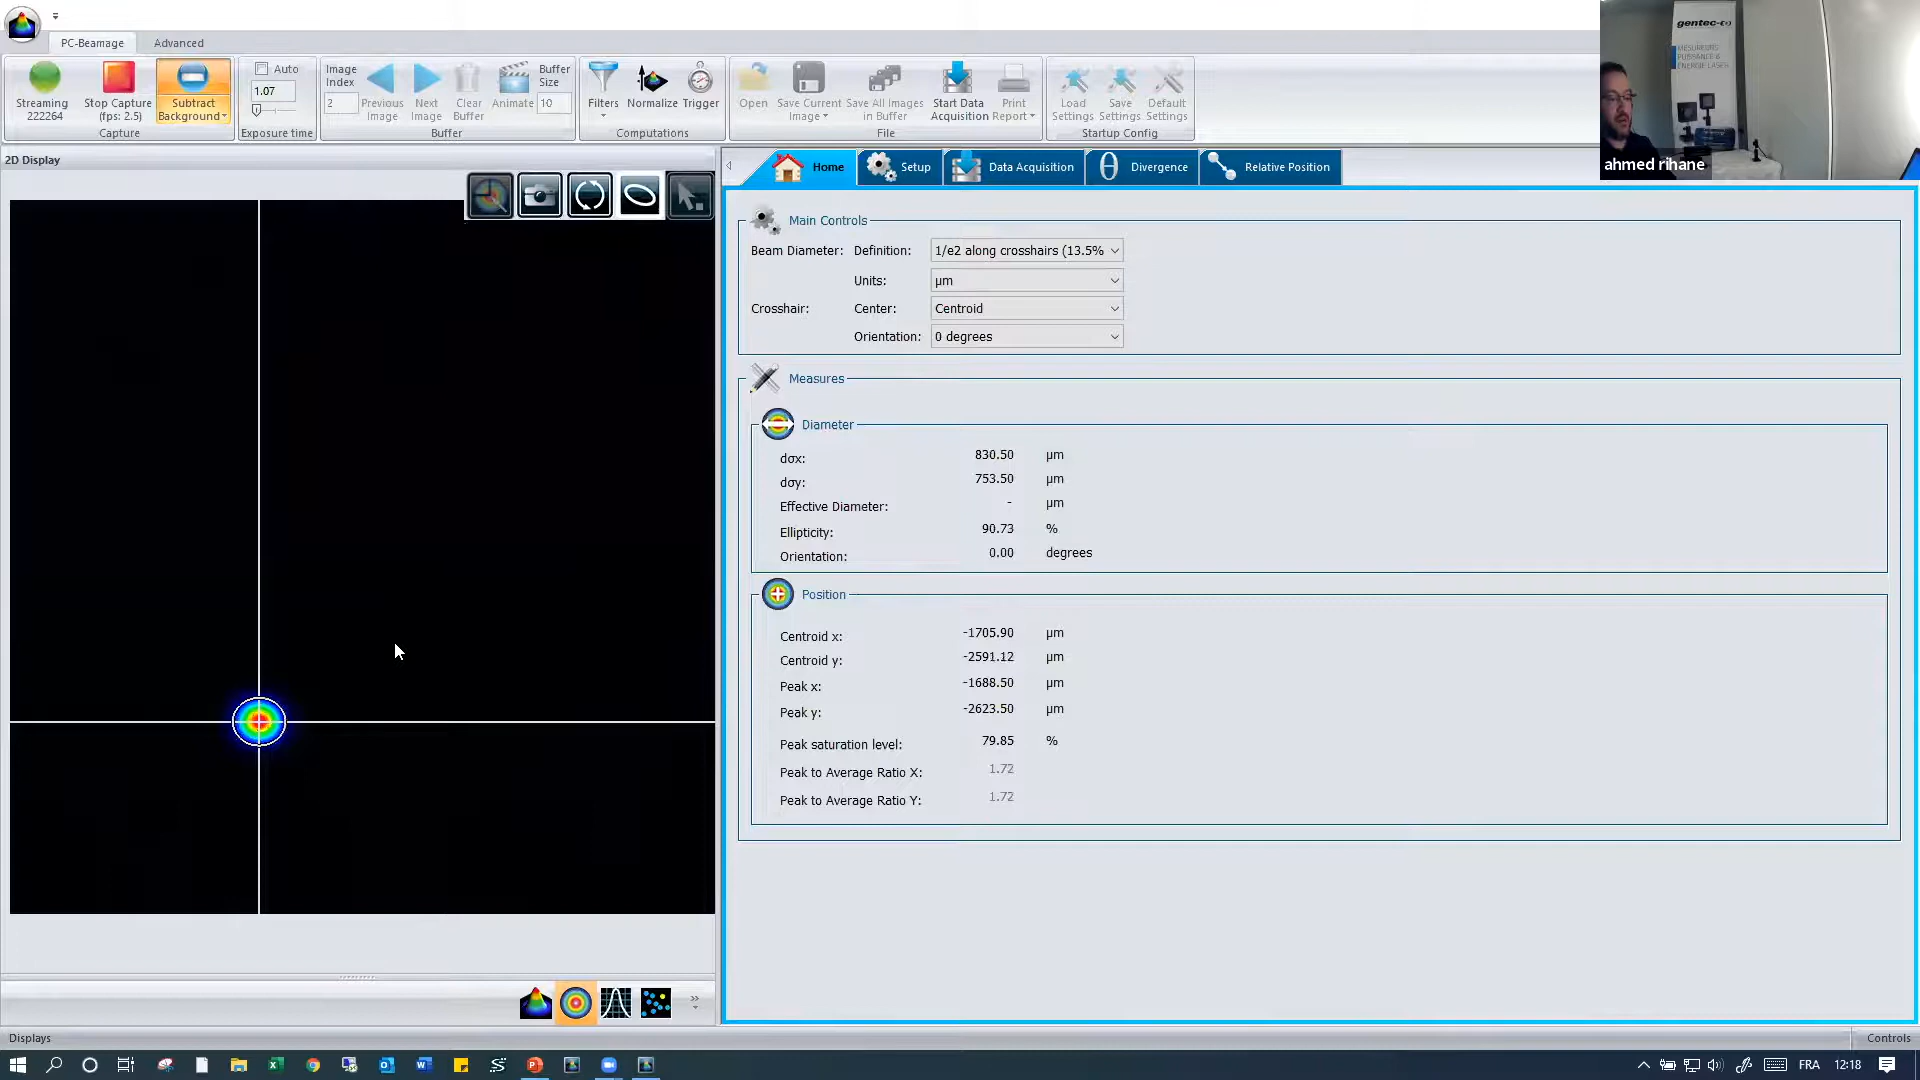 PC-Beamage
Advanced
Streaming
222264
Stop Capture
(fps: 2.5)
Subtract
Background
Capture
Auto
1.07
Exposure time
Image
Index
2
Previous
Image
Next
Image
Clear
Buffer
Animate
Buffer
Size
10
Buffer
Filters
Normalize
Trigger
Computations
Open
Save Current
Image
Save All Images
in Buffer
Start Data
Acquisition
Print
Report
File
Load
Settings
Save
Settings
Default
Settings
Startup Config
gentec-e
MESUREURS
PUISSANCE &
ÉNERGIE LASER
ahmed rihane
2D Display
Home
Setup
Data Acquisition
θ
Divergence
Relative Position
Main Controls
Beam Diameter:
Definition:
1/e2 along crosshairs (13.5%
Units:
µm
Crosshair:
Center:
Centroid
Orientation:
0 degrees
Measures
Diameter
dσx: 830.50 µm
dσy: 753.50 µm
Effective Diameter: - µm
Ellipticity: 90.73 %
Orientation: 0.00 degrees
Position
Centroid x: -1705.90 µm
Centroid y: -2591.12 µm
Peak x: -1688.50 µm
Peak y: -2623.50 µm
Peak saturation level: 79.85 %
Peak to Average Ratio X: 1.72
Peak to Average Ratio Y: 1.72
Displays
Controls
FRA
12:18